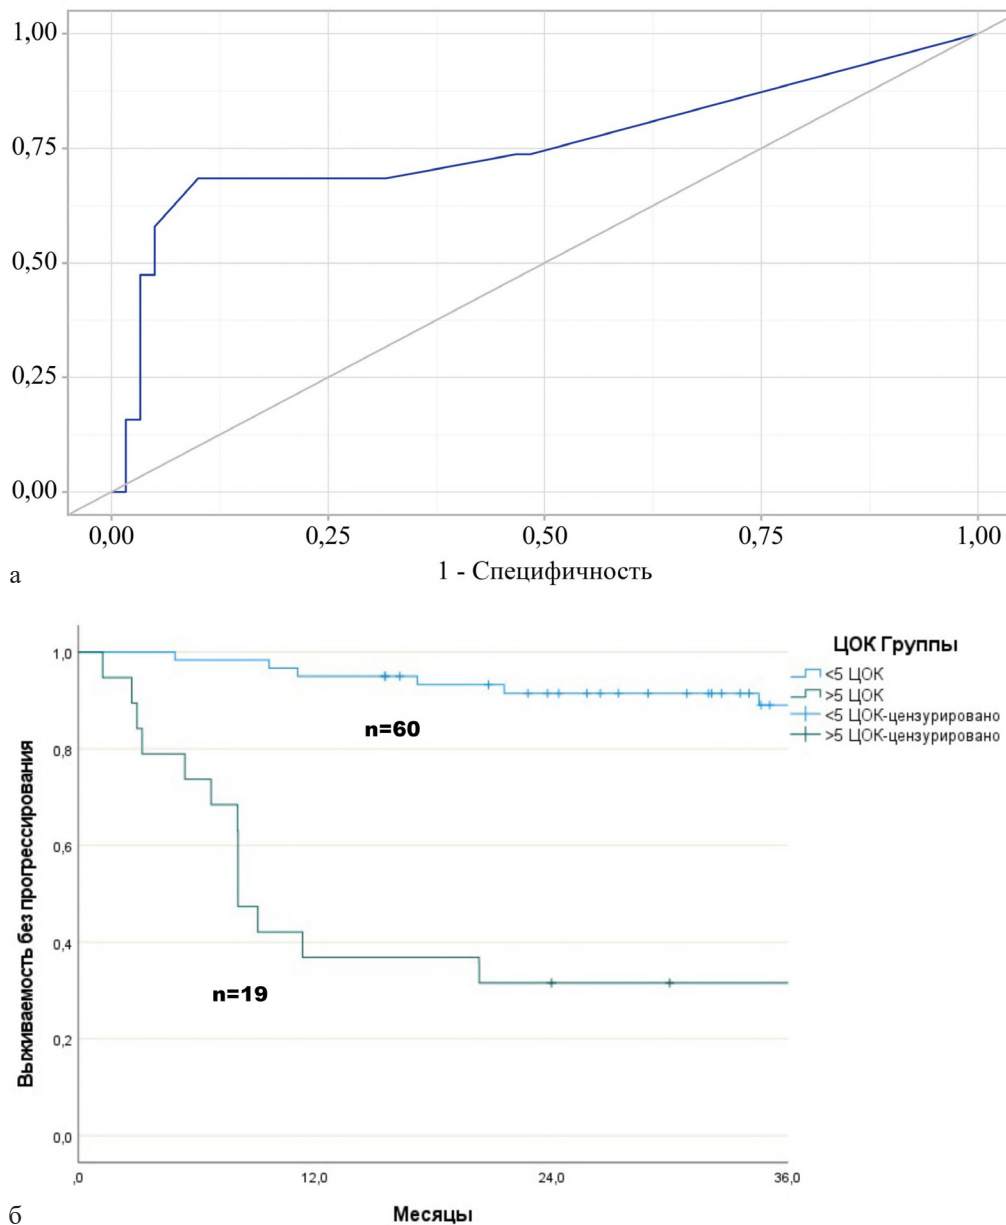 1,00
0,75
0,50
0,25
0,00
0,00 0,25 0,50 0,75 1,00
1 - Специфичность
а
ЦОК Группы
<5 ЦОК
>5 ЦОК
<5 ЦОК-цензурировано
>5 ЦОК-цензурировано
Выживаемость без прогрессирования
1,0
0,8
0,6
0,4
0,2
0,0
n=60
n=19
,0 12,0 24,0 36,0
Месяцы
б